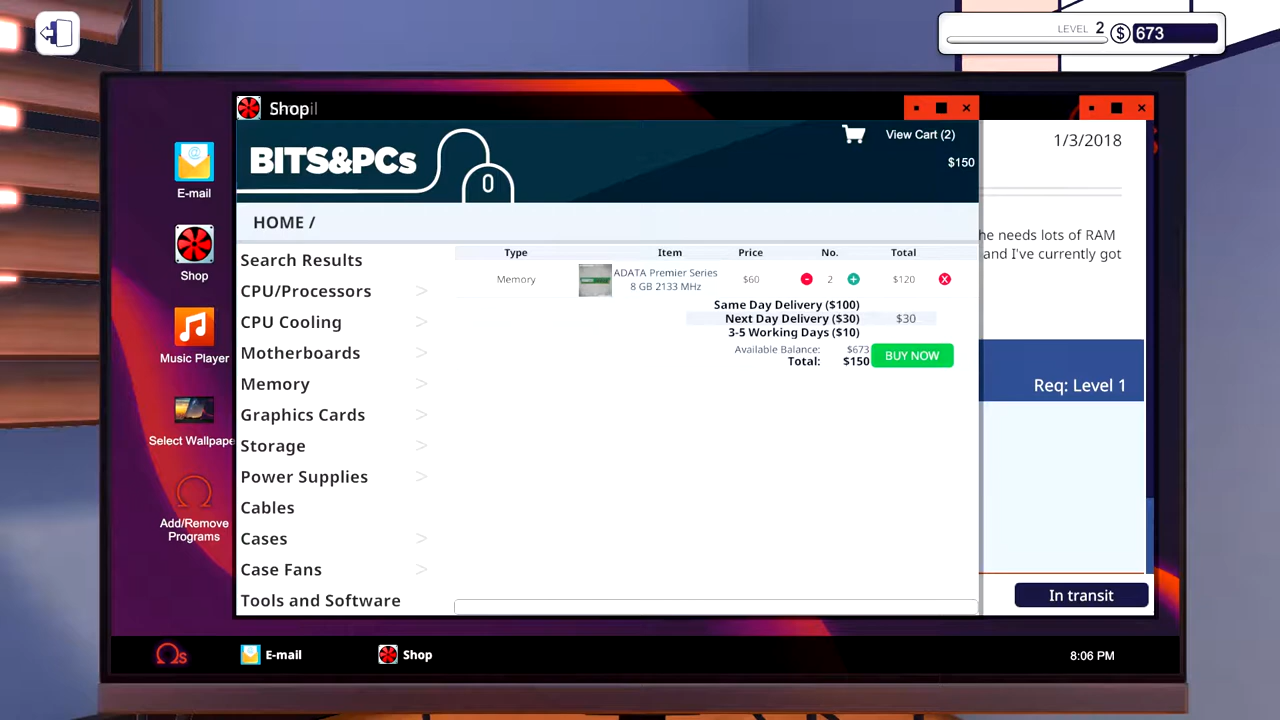 LEVEL 2 $ 673
Shopil
View Cart (2)
$150
BITS&PCs
HOME /
1/3/2018
he needs lots of RAM
and I've currently got
Req: Level 1
In transit
E-mail
Shop
Music Player
Select Wallpape
Add/Remove
Programs
Search Results
CPU/Processors >
CPU Cooling >
Motherboards >
Memory >
Graphics Cards >
Storage >
Power Supplies >
Cables
Cases >
Case Fans >
Tools and Software
Type Item Price No. Total
Memory ADATA Premier Series $60 - 2 + $120 x
8 GB 2133 MHz
Same Day Delivery ($100)
Next Day Delivery ($30) $30
3-5 Working Days ($10)
Available Balance: $673
Total: $150
BUY NOW
Ωs E-mail Shop 8:06 PM